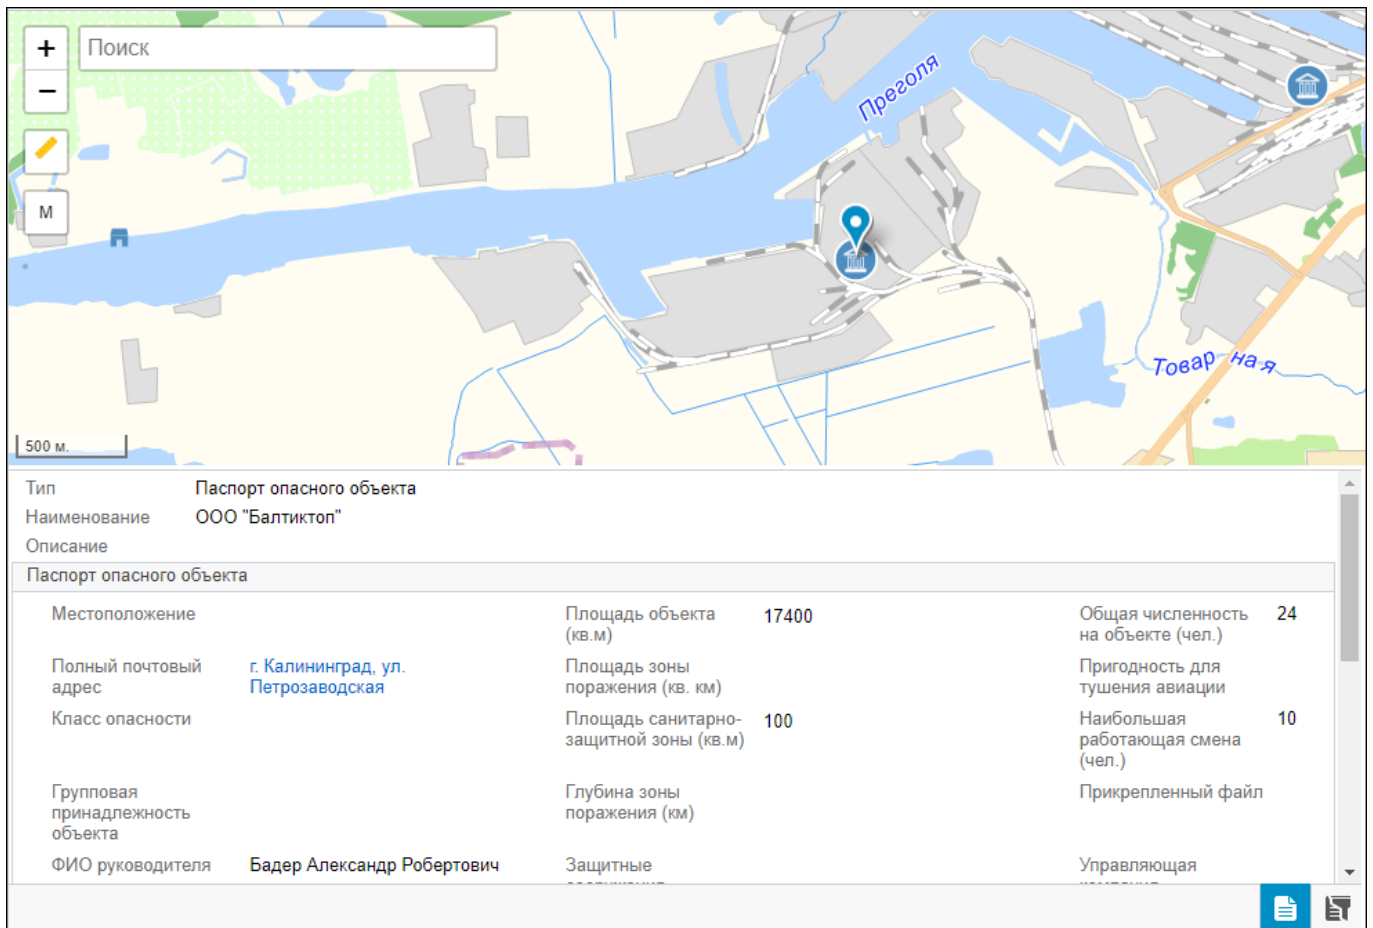 +
Поиск
−
М
Преголя
Товар ная
500 м.
Тип Паспорт опасного объекта
Наименование ООО "Балтиктоп"
Описание
Паспорт опасного объекта
Местоположение
Площадь объекта
(кв.м)
17400
Общая численность
на объекте (чел.)
24
Полный почтовый
адрес
г. Калининград, ул.
Петрозаводская
Площадь зоны
поражения (кв. км)
Пригодность для
тушения авиации
Класс опасности
Площадь санитарно-
защитной зоны (кв.м)
100
Наибольшая
работающая смена
(чел.)
10
Групповая
принадлежность
объекта
Глубина зоны
поражения (км)
Прикрепленный файл
ФИО руководителя
Бадер Александр Робертович
Защитные
Управляющая